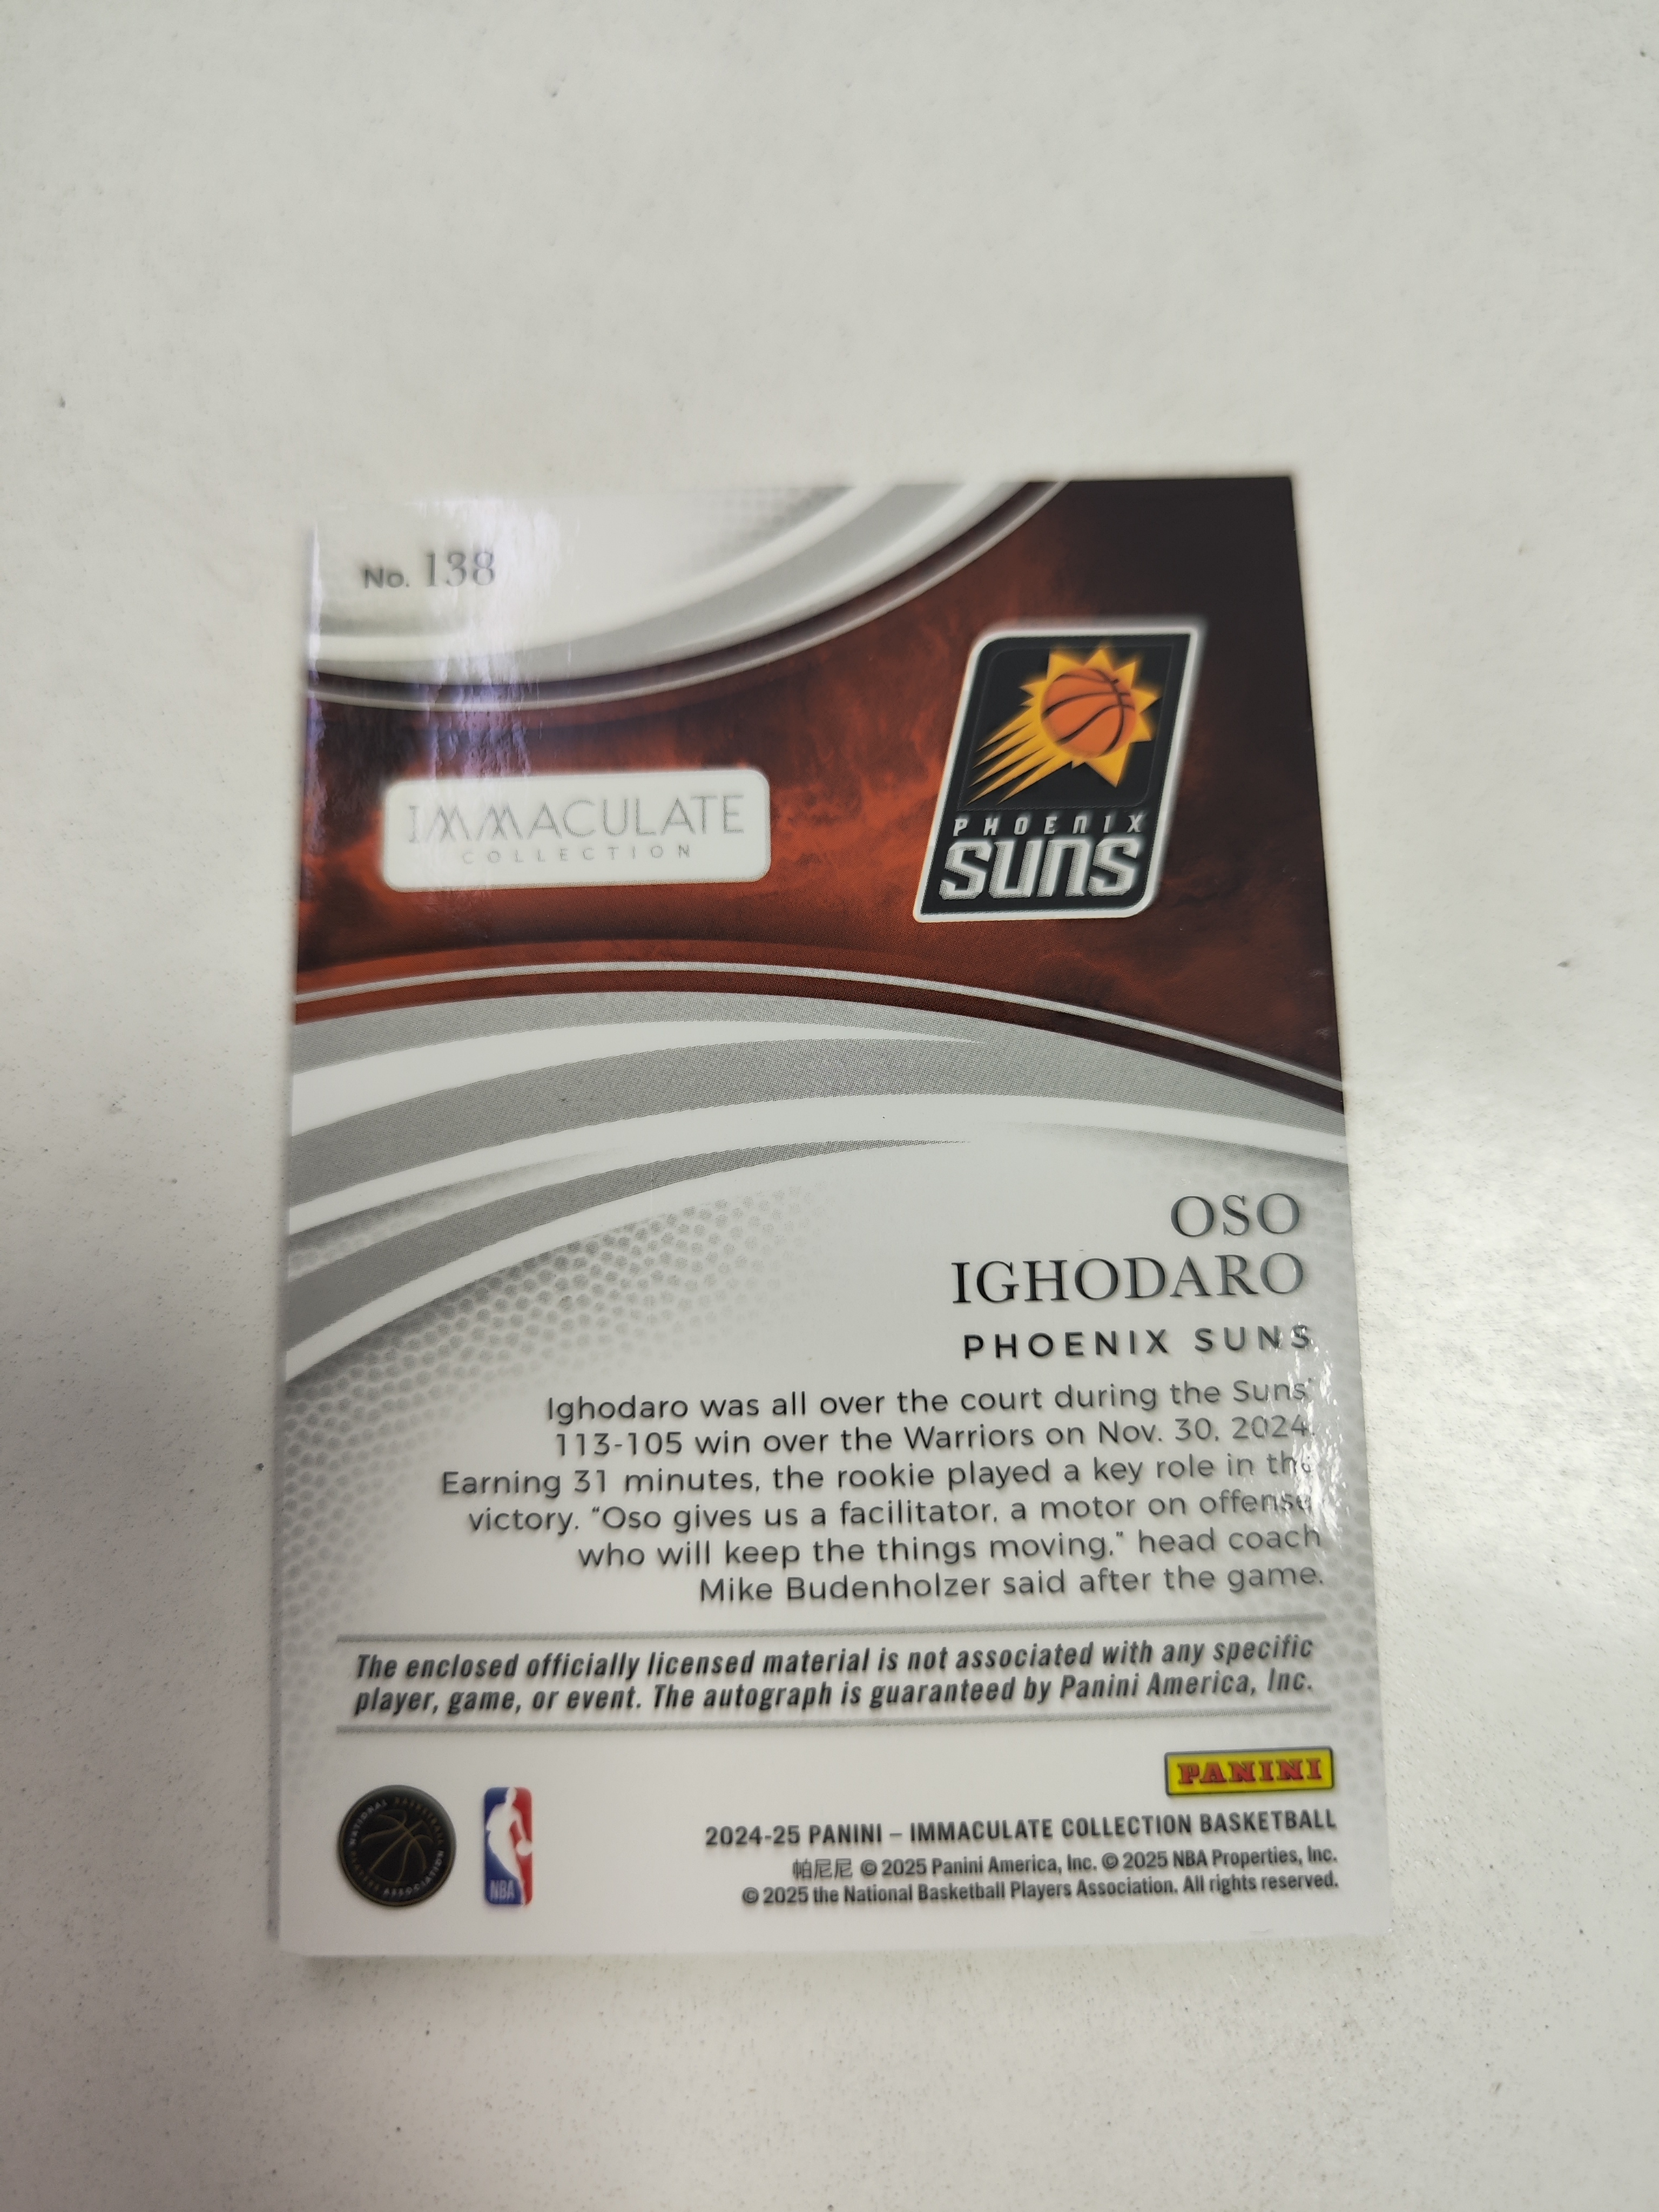 No. 138
IMMACULATE
COLLECTION
PHOENIX
SUNS
OSO
IGHODARO
PHOENIX SUNS
Ighodaro was all over the court during the Suns'
113-105 win over the Warriors on Nov. 30, 2024.
Earning 31 minutes, the rookie played a key role in the
victory. "Oso gives us a facilitator, a motor on offense
who will keep the things moving," head coach
Mike Budenholzer said after the game.
The enclosed officially licensed material is not associated with any specific
player, game, or event. The autograph is guaranteed by Panini America, Inc.
PANINI
NATIONAL BASKETBALL
PLAYERS ASSOCIATION
NBA
2024-25 PANINI – IMMACULATE COLLECTION BASKETBALL
帕尼尼 © 2025 Panini America, Inc. © 2025 NBA Properties, Inc.
© 2025 the National Basketball Players Association. All rights reserved.